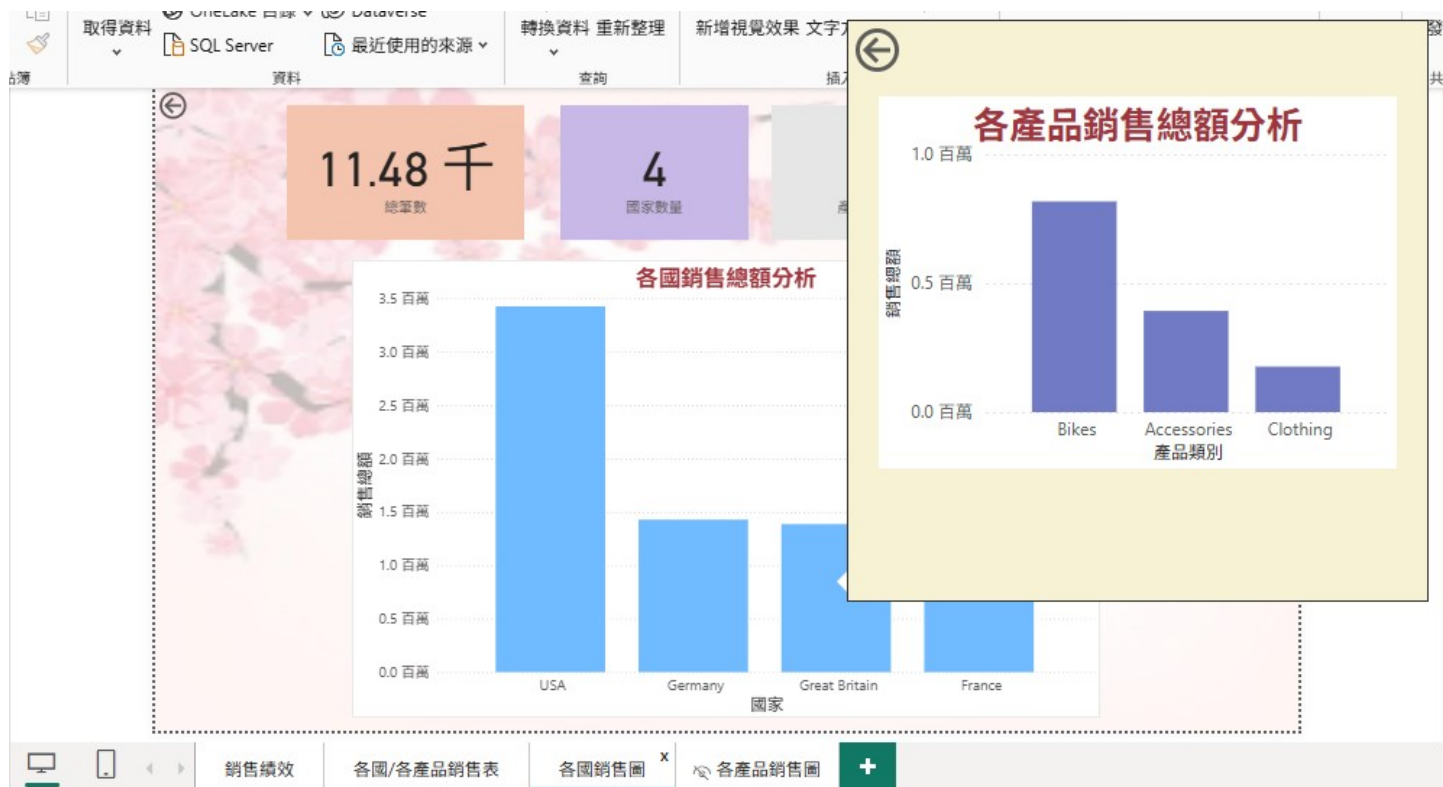 取得資料
OneLake 目錄
Dataverse
SQL Server
最近使用的來源
轉換資料 重新整理
新增視覺效果
資料
查詢
11.48 千
總筆數
4
國家數量
各國銷售總額分析
3.5 百萬
3.0 百萬
2.5 百萬
2.0 百萬
1.5 百萬
1.0 百萬
0.5 百萬
0.0 百萬
銷售總額
USA
Germany
Great Britain
France
國家
各產品銷售總額分析
1.0 百萬
0.5 百萬
0.0 百萬
銷售總額
Bikes
Accessories
Clothing
產品類別
銷售績效
各國/各產品銷售表
各國銷售圖
x
各產品銷售圖
+